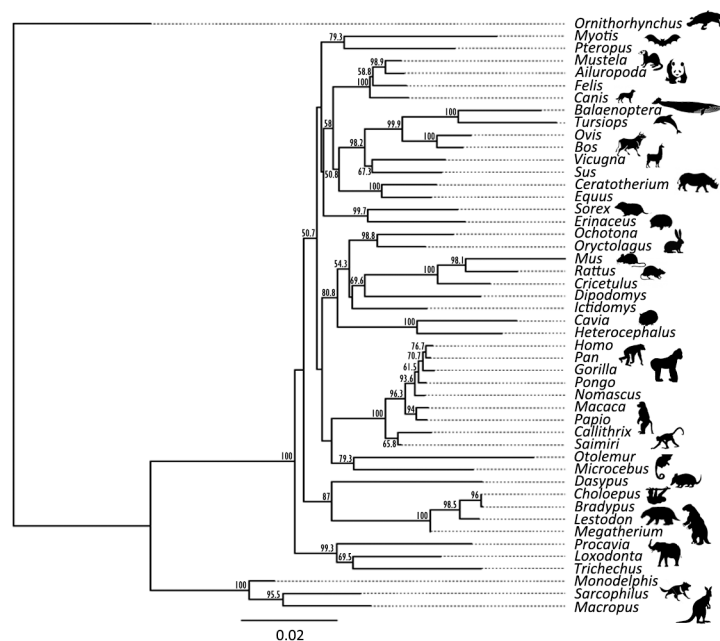 Ornithorhynchus
79.3
Myotis
Pteropus
98.9
Mustela
58.8
Ailuropoda
100
Felis
Canis
100
Balaenoptera
99.9
Tursiops
58
98.2
100
Ovis
Bos
Vicugna
50.8
67.3
Sus
100
Ceratotherium
Equus
99.7
Sorex
Erinaceus
50.7
98.8
Ochotona
Oryctolagus
98.1
Mus
54.3
100
Rattus
69.6
Cricetulus
80.8
Dipodomys
Ictidomys
100
Cavia
Heterocephalus
76.7
Homo
70.7
Pan
61.5
Gorilla
93.6
Pongo
96.3
Nomascus
94
Macaca
100
Papio
Callithrix
65.8
Saimiri
79.3
Otolemur
100
Microcebus
Dasypus
87
96
Choloepus
98.5
Bradypus
100
Lestodon
Megatherium
99.3
Procavia
69.5
Loxodonta
Trichechus
100
Monodelphis
95.5
Sarcophilus
Macropus
0.02